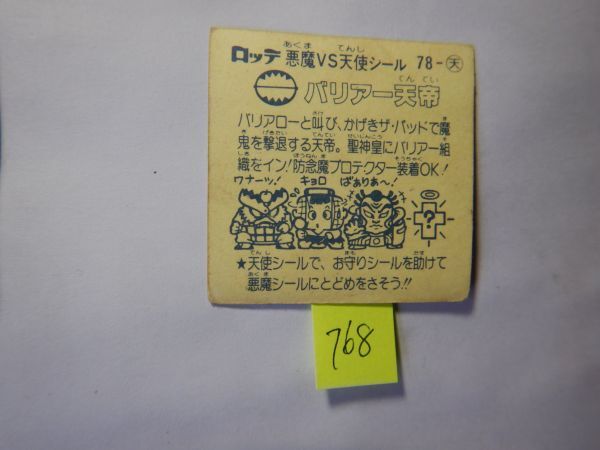 ロッテ 悪魔VS天使シール 78-天
バリアー天帝
バリアローと叫び、かげきザ・バッドで魔
鬼を撃退する天帝。聖神皇にバリアー組
織をイン!防念魔プロテクター装着OK!
ワナーッ! キョロ ばぁりあ〜!
?
★天使シールで、お守りシールを助けて
悪魔シールにとどめをさそう!!
768